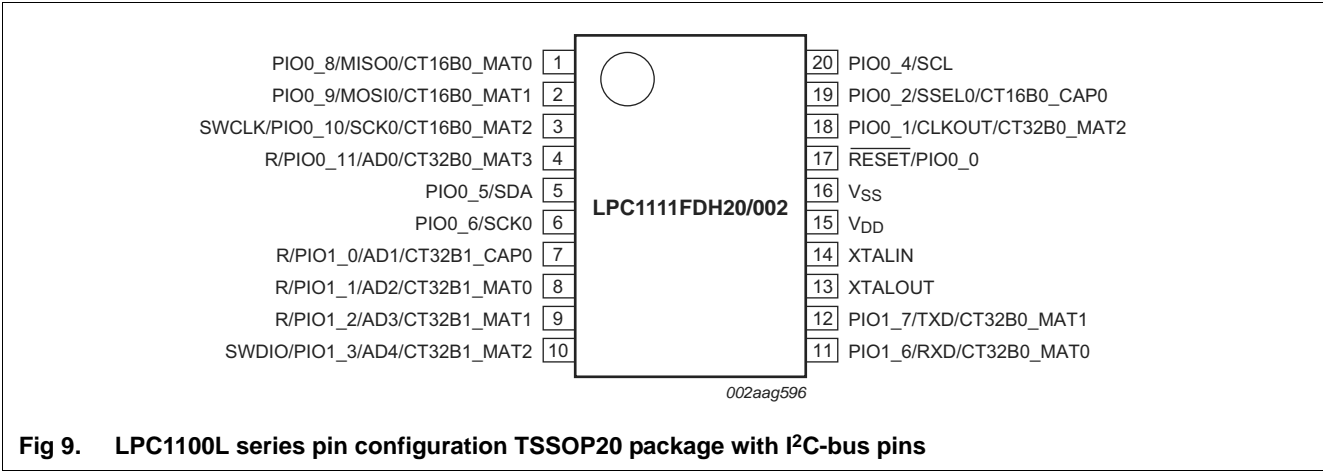 PIO0_8/MISO0/CT16B0_MAT0 1
PIO0_9/MOSI0/CT16B0_MAT1 2
SWCLK/PIO0_10/SCK0/CT16B0_MAT2 3
R/PIO0_11/AD0/CT32B0_MAT3 4
PIO0_5/SDA 5
PIO0_6/SCK0 6
R/PIO1_0/AD1/CT32B1_CAP0 7
R/PIO1_1/AD2/CT32B1_MAT0 8
R/PIO1_2/AD3/CT32B1_MAT1 9
SWDIO/PIO1_3/AD4/CT32B1_MAT2 10
LPC1111FDH20/002
20 PIO0_4/SCL
19 PIO0_2/SSEL0/CT16B0_CAP0
18 PIO0_1/CLKOUT/CT32B0_MAT2
17 RESET/PIO0_0
16 VSS
15 VDD
14 XTALIN
13 XTALOUT
12 PIO1_7/TXD/CT32B0_MAT1
11 PIO1_6/RXD/CT32B0_MAT0
002aag596
Fig 9. LPC1100L series pin configuration TSSOP20 package with I²C-bus pins